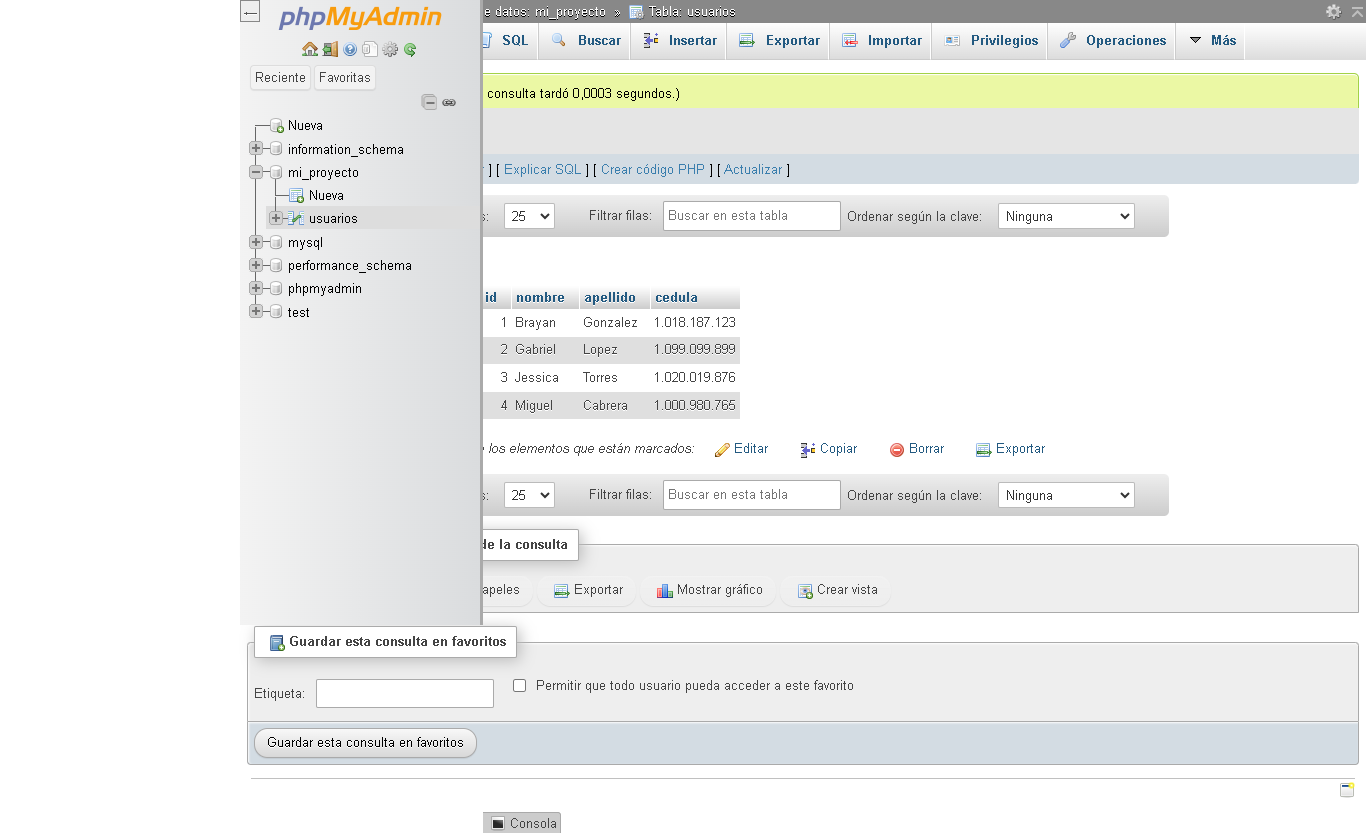 phpMyAdmin
Reciente Favoritas
Nueva
information_schema
mi_proyecto
Nueva
usuarios
mysql
performance_schema
phpmyadmin
test
e datos: mi_proyecto » Tabla: usuarios
SQL Buscar Insertar Exportar Importar Privilegios Operaciones Más
consulta tardó 0,0003 segundos.)
] [ Explicar SQL ] [ Crear código PHP ] [ Actualizar ]
25 Filtrar filas: Buscar en esta tabla Ordenar según la clave: Ninguna
id nombre apellido cedula
1 Brayan Gonzalez 1.018.187.123
2 Gabriel Lopez 1.099.099.899
3 Jessica Torres 1.020.019.876
4 Miguel Cabrera 1.000.980.765
los elementos que están marcados: Editar Copiar Borrar Exportar
25 Filtrar filas: Buscar en esta tabla Ordenar según la clave: Ninguna
de la consulta
apeles Exportar Mostrar gráfico Crear vista
Guardar esta consulta en favoritos
Etiqueta: Permitir que todo usuario pueda acceder a este favorito
Guardar esta consulta en favoritos
Consola